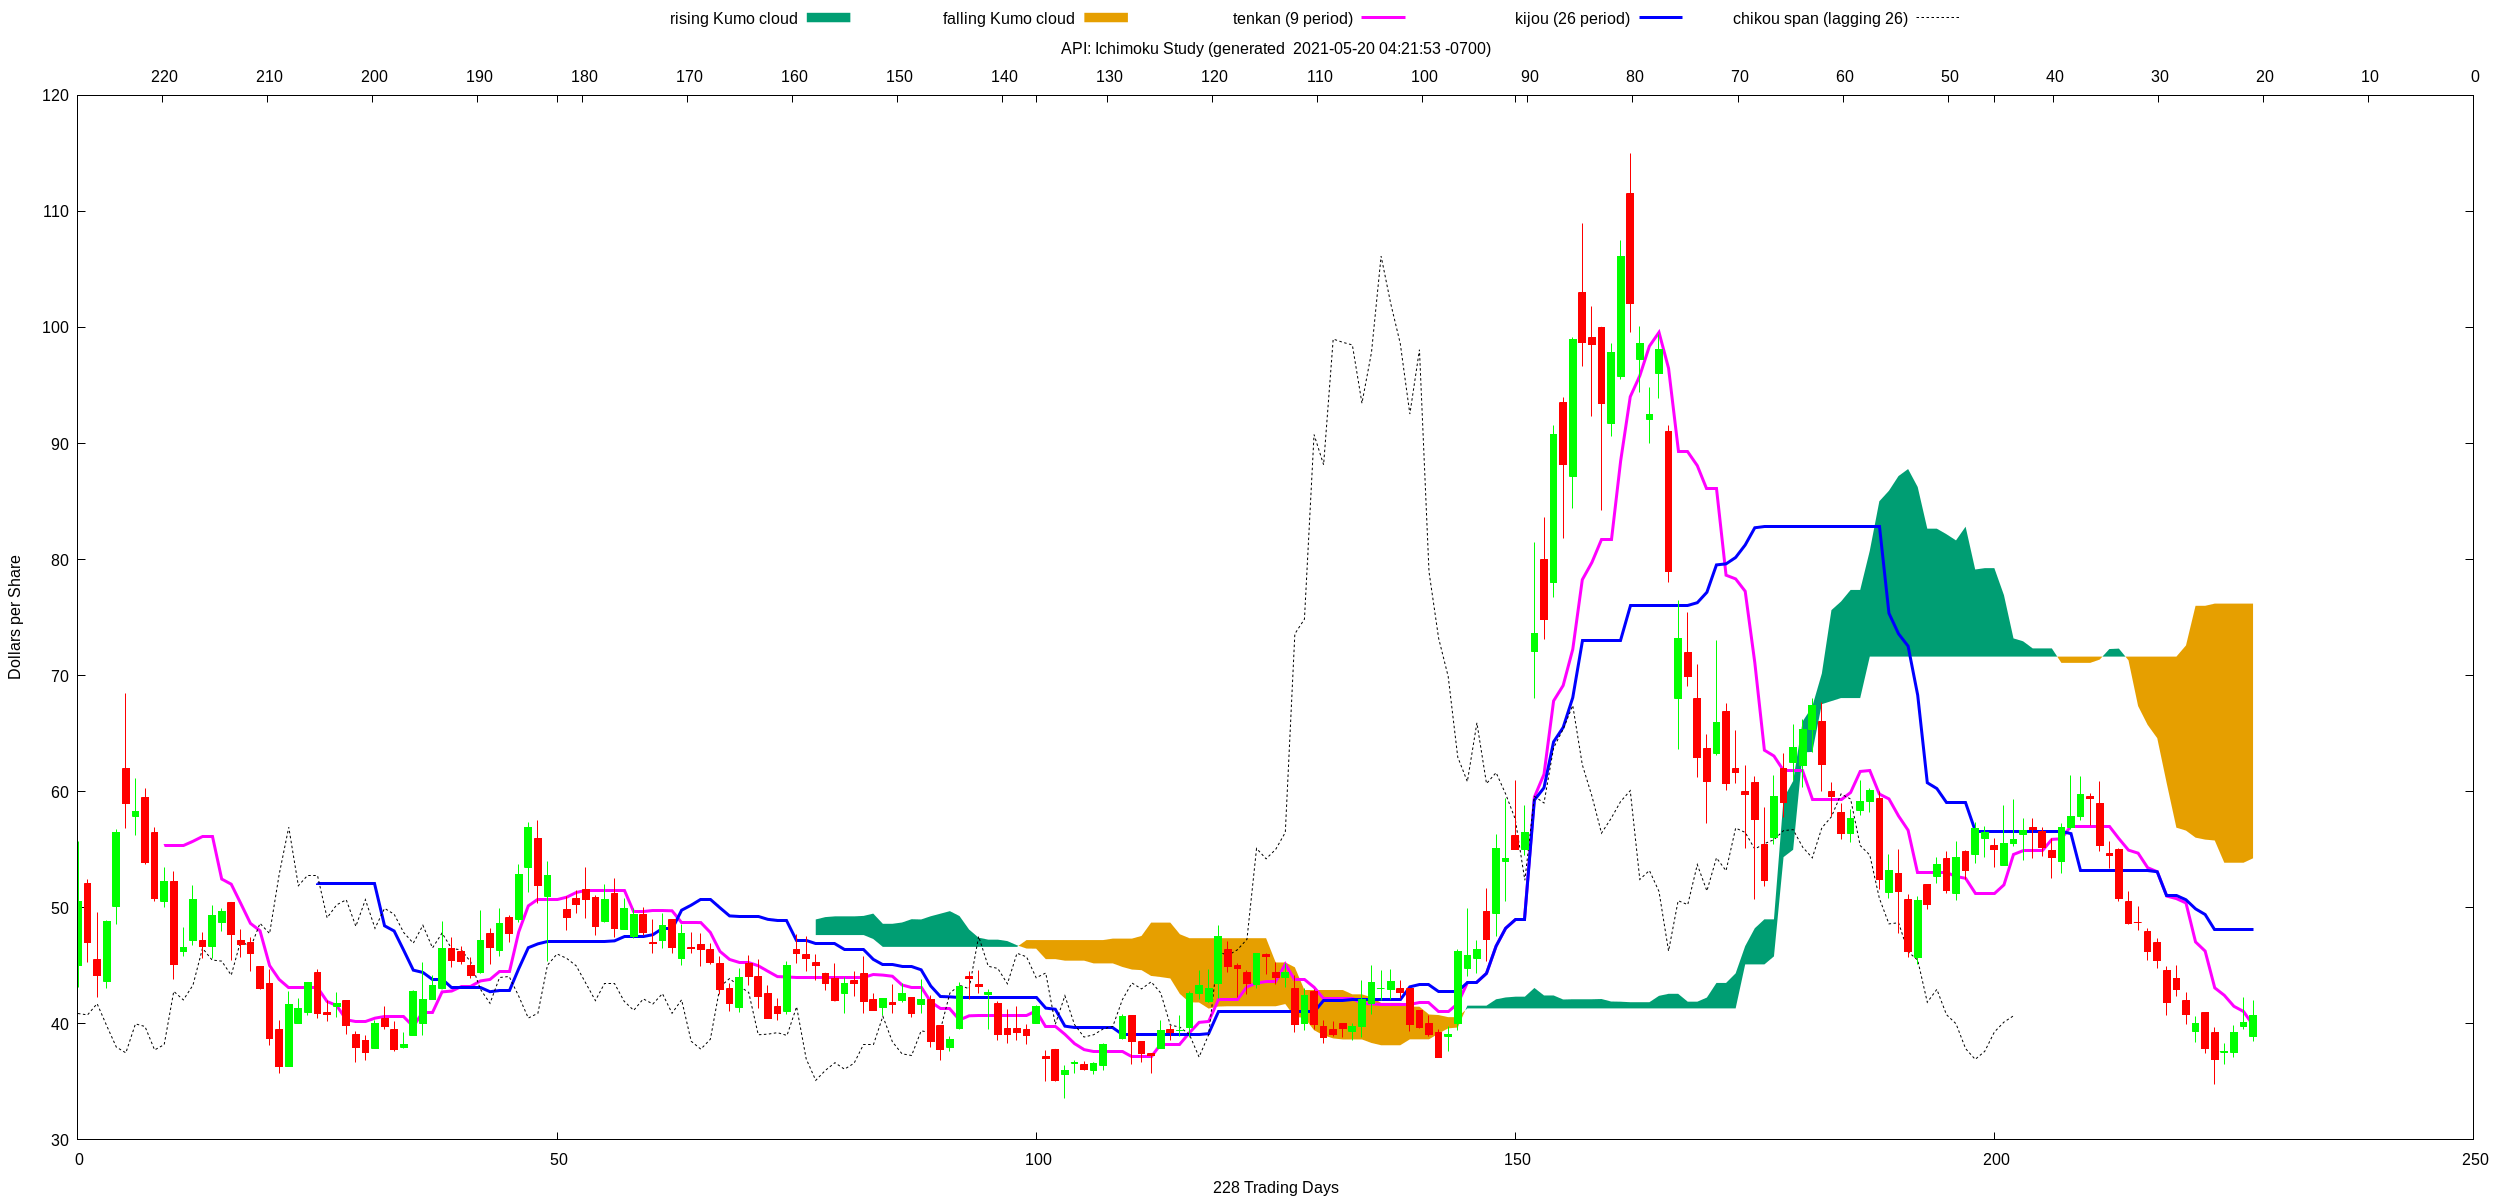 rising Kumo cloud falling Kumo cloud tenkan (9 period) kijou (26 period) chikou span (lagging 26)
API: Ichimoku Study (generated  2021-05-20 04:21:53 -0700)
220 210 200 190 180 170 160 150 140 130 120 110 100 90 80 70 60 50 40 30 20 10 0
120
110
100
90
80
70
60
50
40
30
Dollars per Share
0 50 100 150 200 250
228 Trading Days